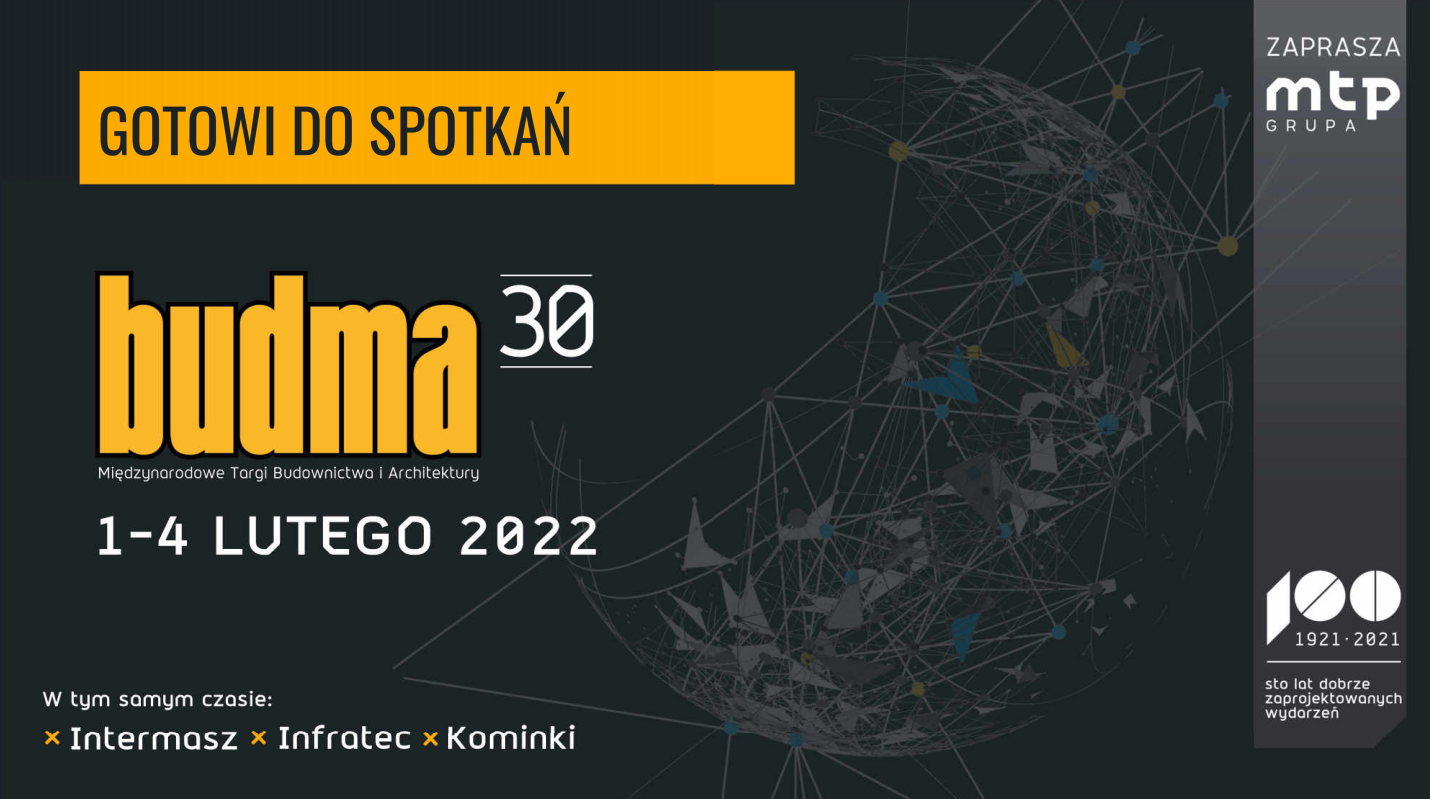 GOTOWI DO SPOTKAŃ
budma 30
Międzynarodowe Targi Budownictwa i Architektury
1-4 LUTEGO 2022
W tym samym czasie:
× Intermasz × Infratec × Kominki
ZAPRASZA
mtp
GRUPA
100
1921·2021
sto lat dobrze
zaprojektowanych
wydarzeń